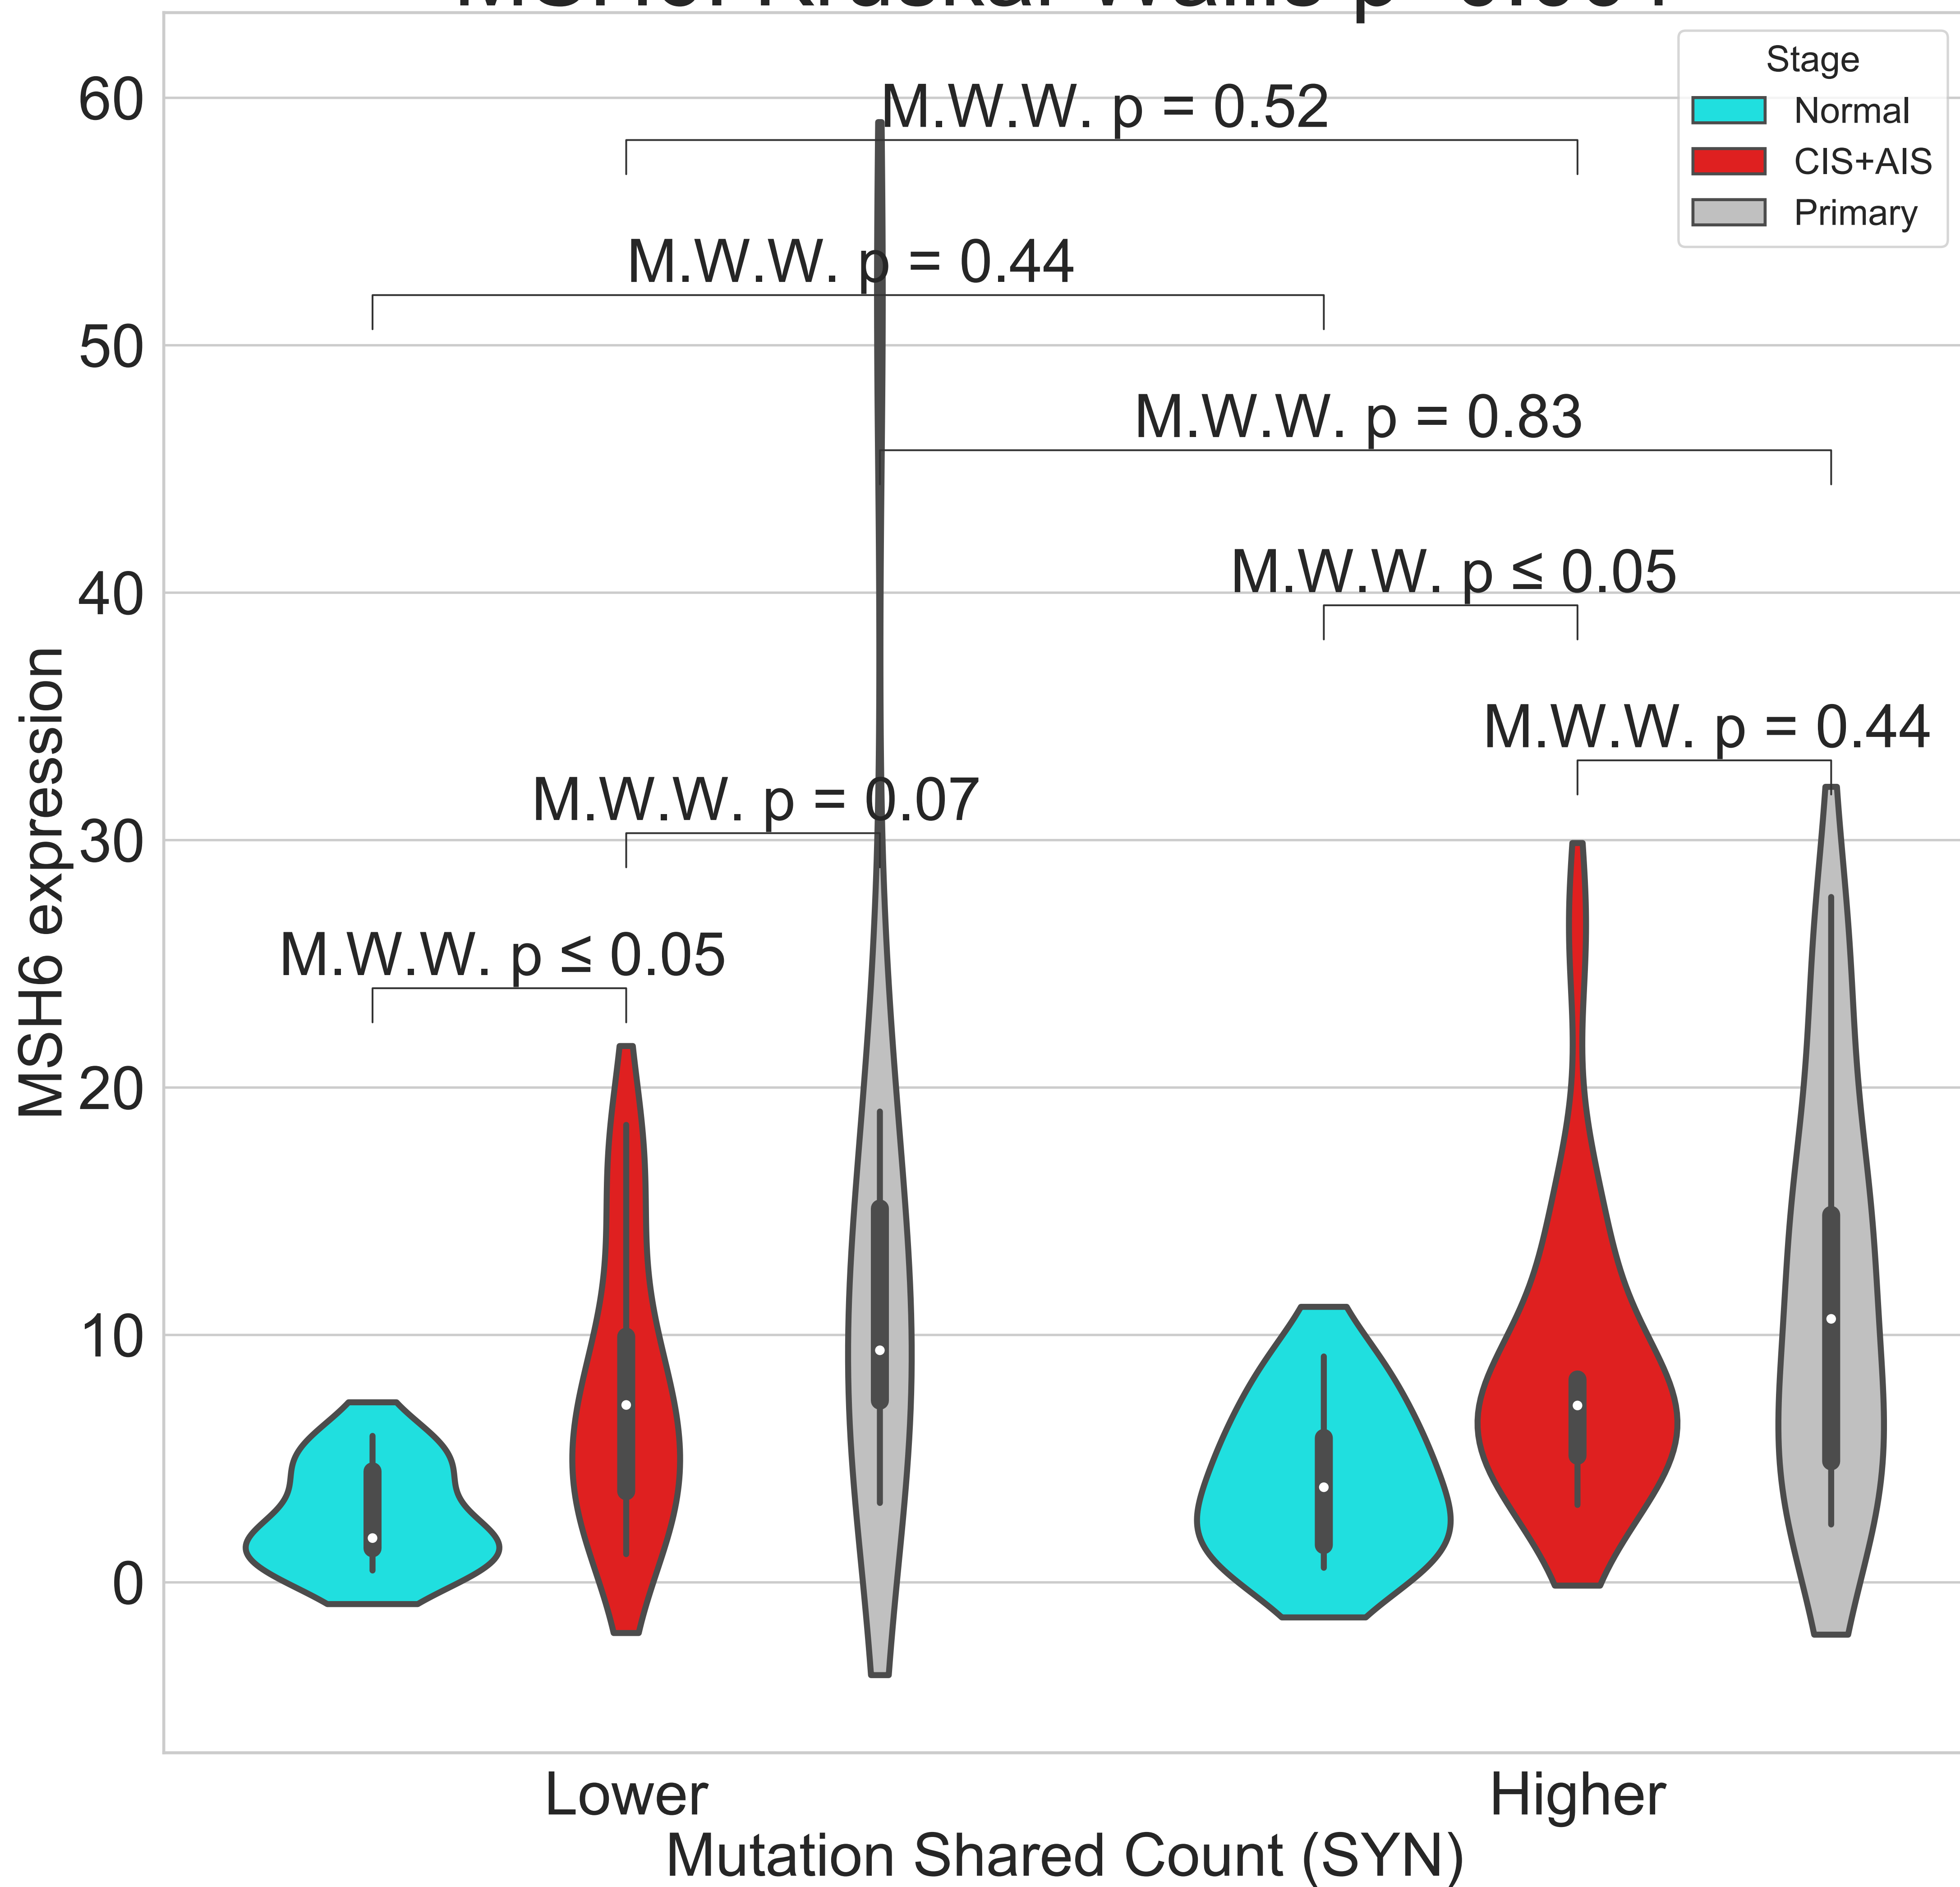 Stage
Normal
CIS+AIS
Primary
60
50
40
30
20
10
0
MSH6 expression
M.W.W. p = 0.52
M.W.W. p = 0.44
M.W.W. p = 0.83
M.W.W. p ≤ 0.05
M.W.W. p = 0.44
M.W.W. p = 0.07
M.W.W. p ≤ 0.05
Lower
Higher
Mutation Shared Count (SYN)